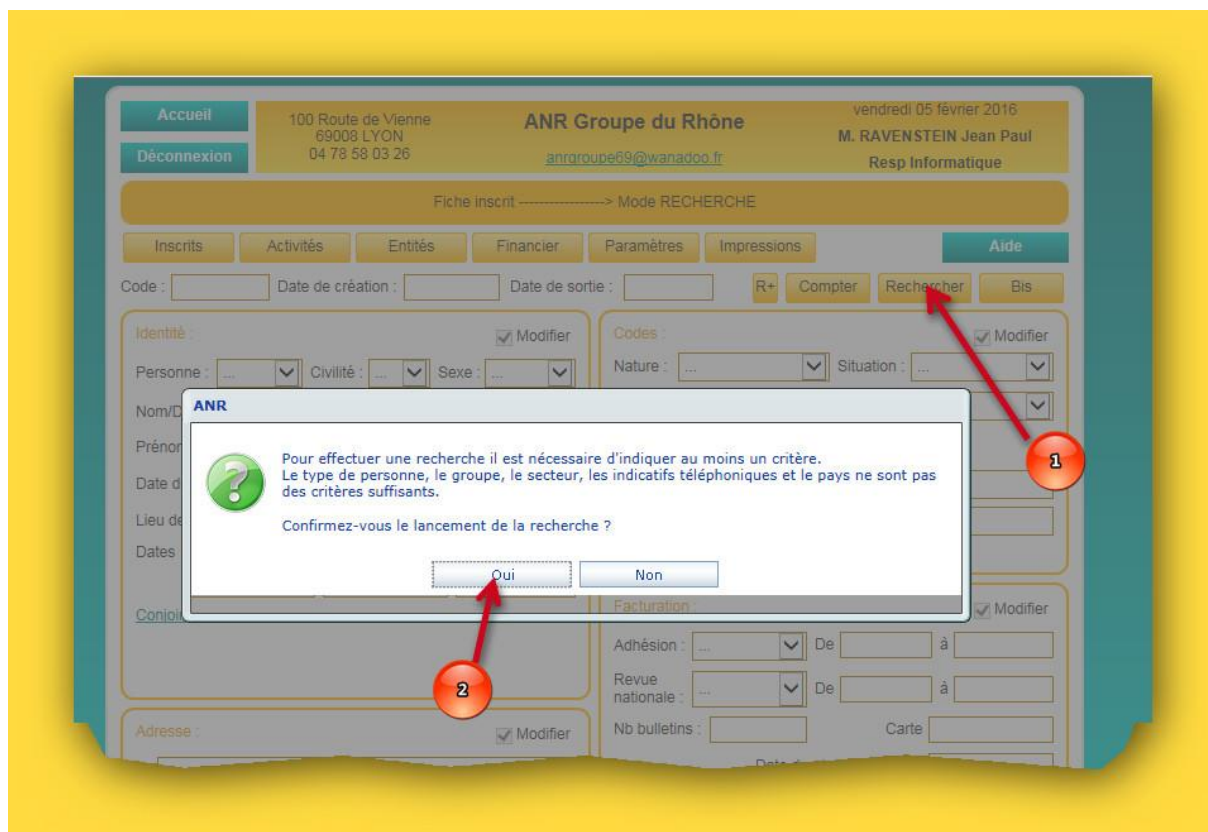 Accueil
Déconnexion
100 Route de Vienne
69008 LYON
04 78 58 03 26
ANR Groupe du Rhône
anrgroupe69@wanadoo.fr
vendredi 05 février 2016
M. RAVENSTEIN Jean Paul
Resp Informatique
Fiche inscrit ----------------> Mode RECHERCHE
Inscrits Activités Entités Financier Paramètres Impressions Aide
Code : Date de création : Date de sortie : R+ Compter Rechercher Bis
Identité : Modifier
Personne : ... Civilité : ... Sexe : ...
Nom/D
Prénor
Date d
Lieu de
Dates
Conjoi
Codes : Modifier
Nature : ... Situation : ...
1
ANR
Pour effectuer une recherche il est nécessaire d'indiquer au moins un critère.
Le type de personne, le groupe, le secteur, les indicatifs téléphoniques et le pays ne sont pas
des critères suffisants.
Confirmez-vous le lancement de la recherche ?
Oui Non
2
Facturation : Modifier
Adhésion : ... De à
Revue
nationale : ... De à
Nb bulletins : Carte
Adresse : Modifier